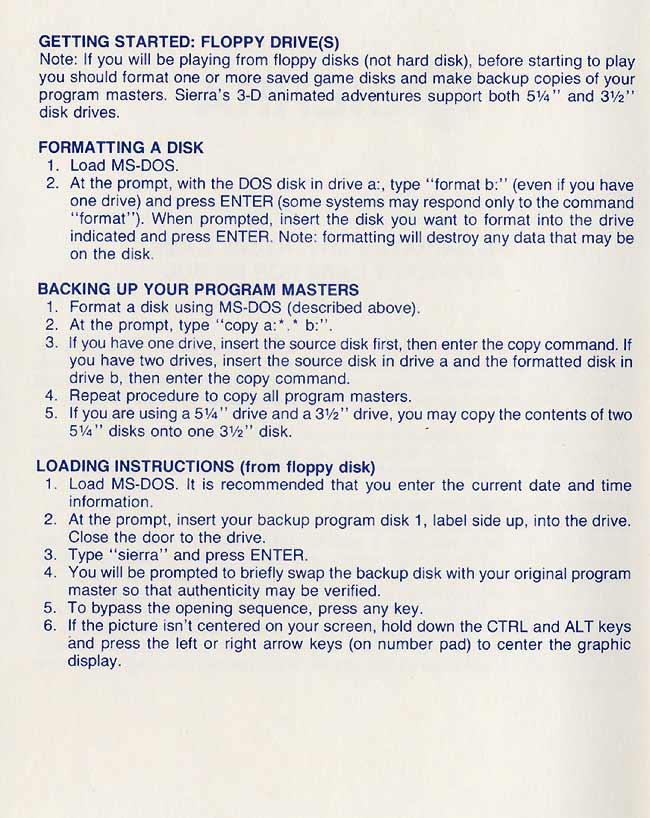 GETTING STARTED: FLOPPY DRIVE(S)
Note: If you will be playing from floppy disks (not hard disk), before starting to play
you should format one or more saved game disks and make backup copies of your
program masters. Sierra's 3-D animated adventures support both 5¼" and 3½"
disk drives.
FORMATTING A DISK
1. Load MS-DOS.
2. At the prompt, with the DOS disk in drive a:, type "format b:" (even if you have
one drive) and press ENTER (some systems may respond only to the command
"format"). When prompted, insert the disk you want to format into the drive
indicated and press ENTER. Note: formatting will destroy any data that may be
on the disk.
BACKING UP YOUR PROGRAM MASTERS
1. Format a disk using MS-DOS (described above).
2. At the prompt, type "copy a:*.* b:".
3. If you have one drive, insert the source disk first, then enter the copy command. If
you have two drives, insert the source disk in drive a and the formatted disk in
drive b, then enter the copy command.
4. Repeat procedure to copy all program masters.
5. If you are using a 5¼" drive and a 3½" drive, you may copy the contents of two
5¼" disks onto one 3½" disk.
LOADING INSTRUCTIONS (from floppy disk)
1. Load MS-DOS. It is recommended that you enter the current date and time
information.
2. At the prompt, insert your backup program disk 1, label side up, into the drive.
Close the door to the drive.
3. Type "sierra" and press ENTER.
4. You will be prompted to briefly swap the backup disk with your original program
master so that authenticity may be verified.
5. To bypass the opening sequence, press any key.
6. If the picture isn't centered on your screen, hold down the CTRL and ALT keys
and press the left or right arrow keys (on number pad) to center the graphic
display.